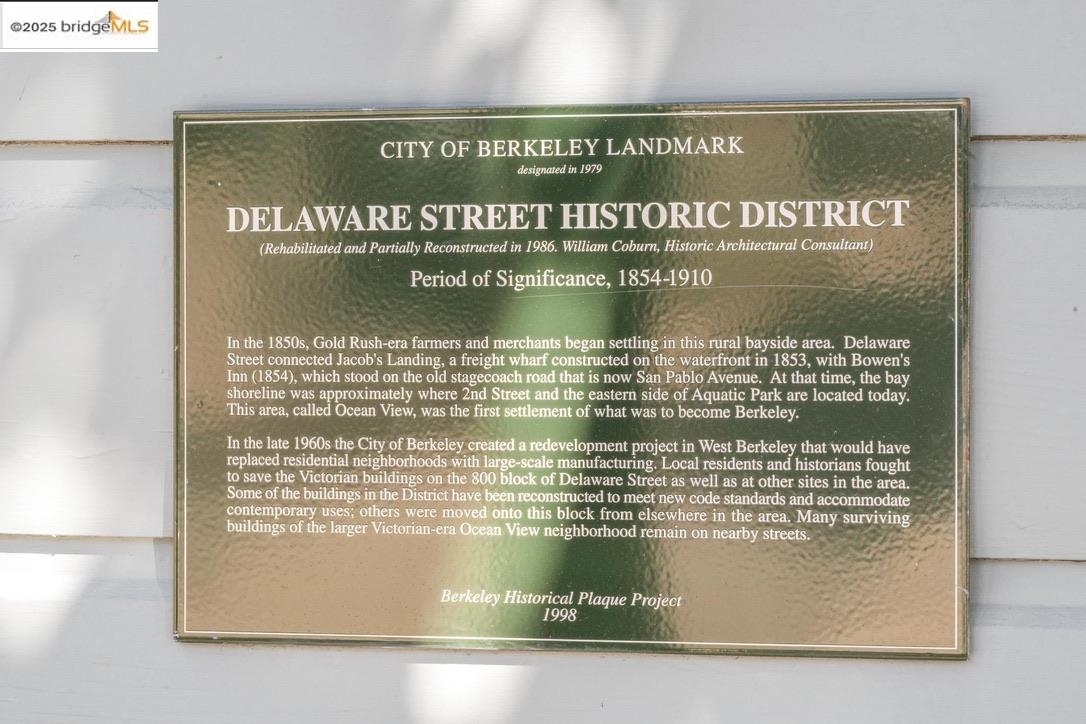 ©2025 bridgeMLS
CITY OF BERKELEY LANDMARK
designated in 1979
DELAWARE STREET HISTORIC DISTRICT
(Rehabilitated and Partially Reconstructed in 1986. William Coburn, Historic Architectural Consultant)
Period of Significance, 1854-1910
In the 1850s, Gold Rush-era farmers and merchants began settling in this rural bayside area. Delaware
Street connected Jacob's Landing, a freight wharf constructed on the waterfront in 1853, with Bowen's
Inn (1854), which stood on the old stagecoach road that is now San Pablo Avenue. At that time, the bay
shoreline was approximately where 2nd Street and the eastern side of Aquatic Park are located today.
This area, called Ocean View, was the first settlement of what was to become Berkeley.
In the late 1960s the City of Berkeley created a redevelopment project in West Berkeley that would have
replaced residential neighborhoods with large-scale manufacturing. Local residents and historians fought
to save the Victorian buildings on the 800 block of Delaware Street as well as at other sites in the area.
Some of the buildings in the District have been reconstructed to meet new code standards and accommodate
contemporary uses; others were moved onto this block from elsewhere in the area. Many surviving
buildings of the larger Victorian-era Ocean View neighborhood remain on nearby streets.
Berkeley Historical Plaque Project
1998